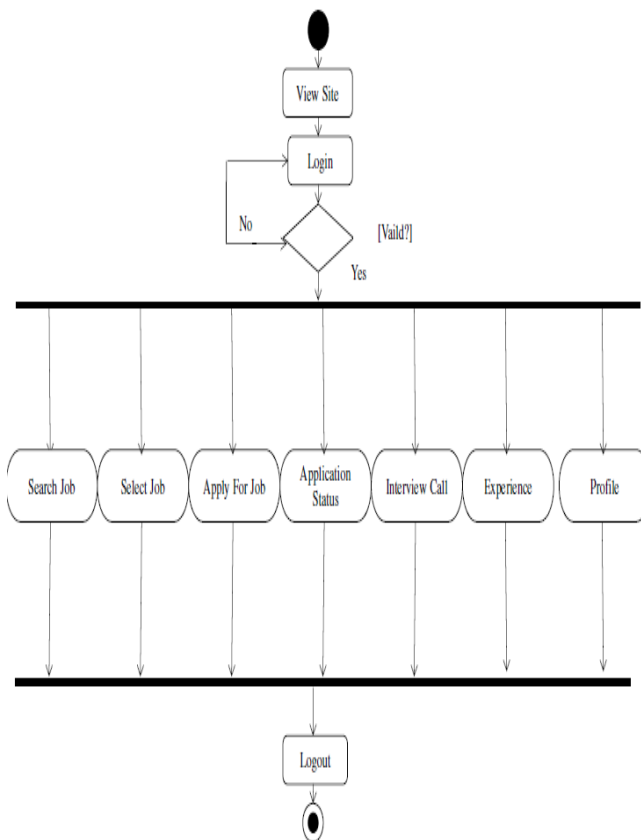 View Site
Login
No
[Vaild?]
Yes
Search Job
Select Job
Apply For Job
Application
Status
Interview Call
Experience
Profile
Logout